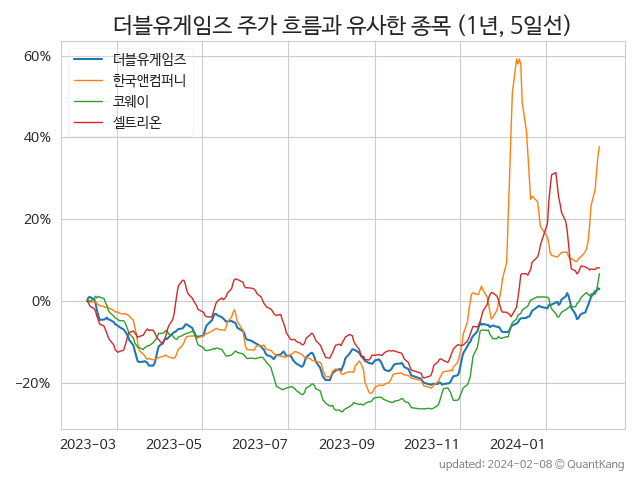 더블유게임즈 주가 흐름과 유사한 종목 (1년, 5일선)
더블유게임즈
한국앤컴퍼니
코웨이
셀트리온
60%
40%
20%
0%
−20%
2023-03 2023-05 2023-07 2023-09 2023-11 2024-01
updated: 2024-02-08 © QuantKang